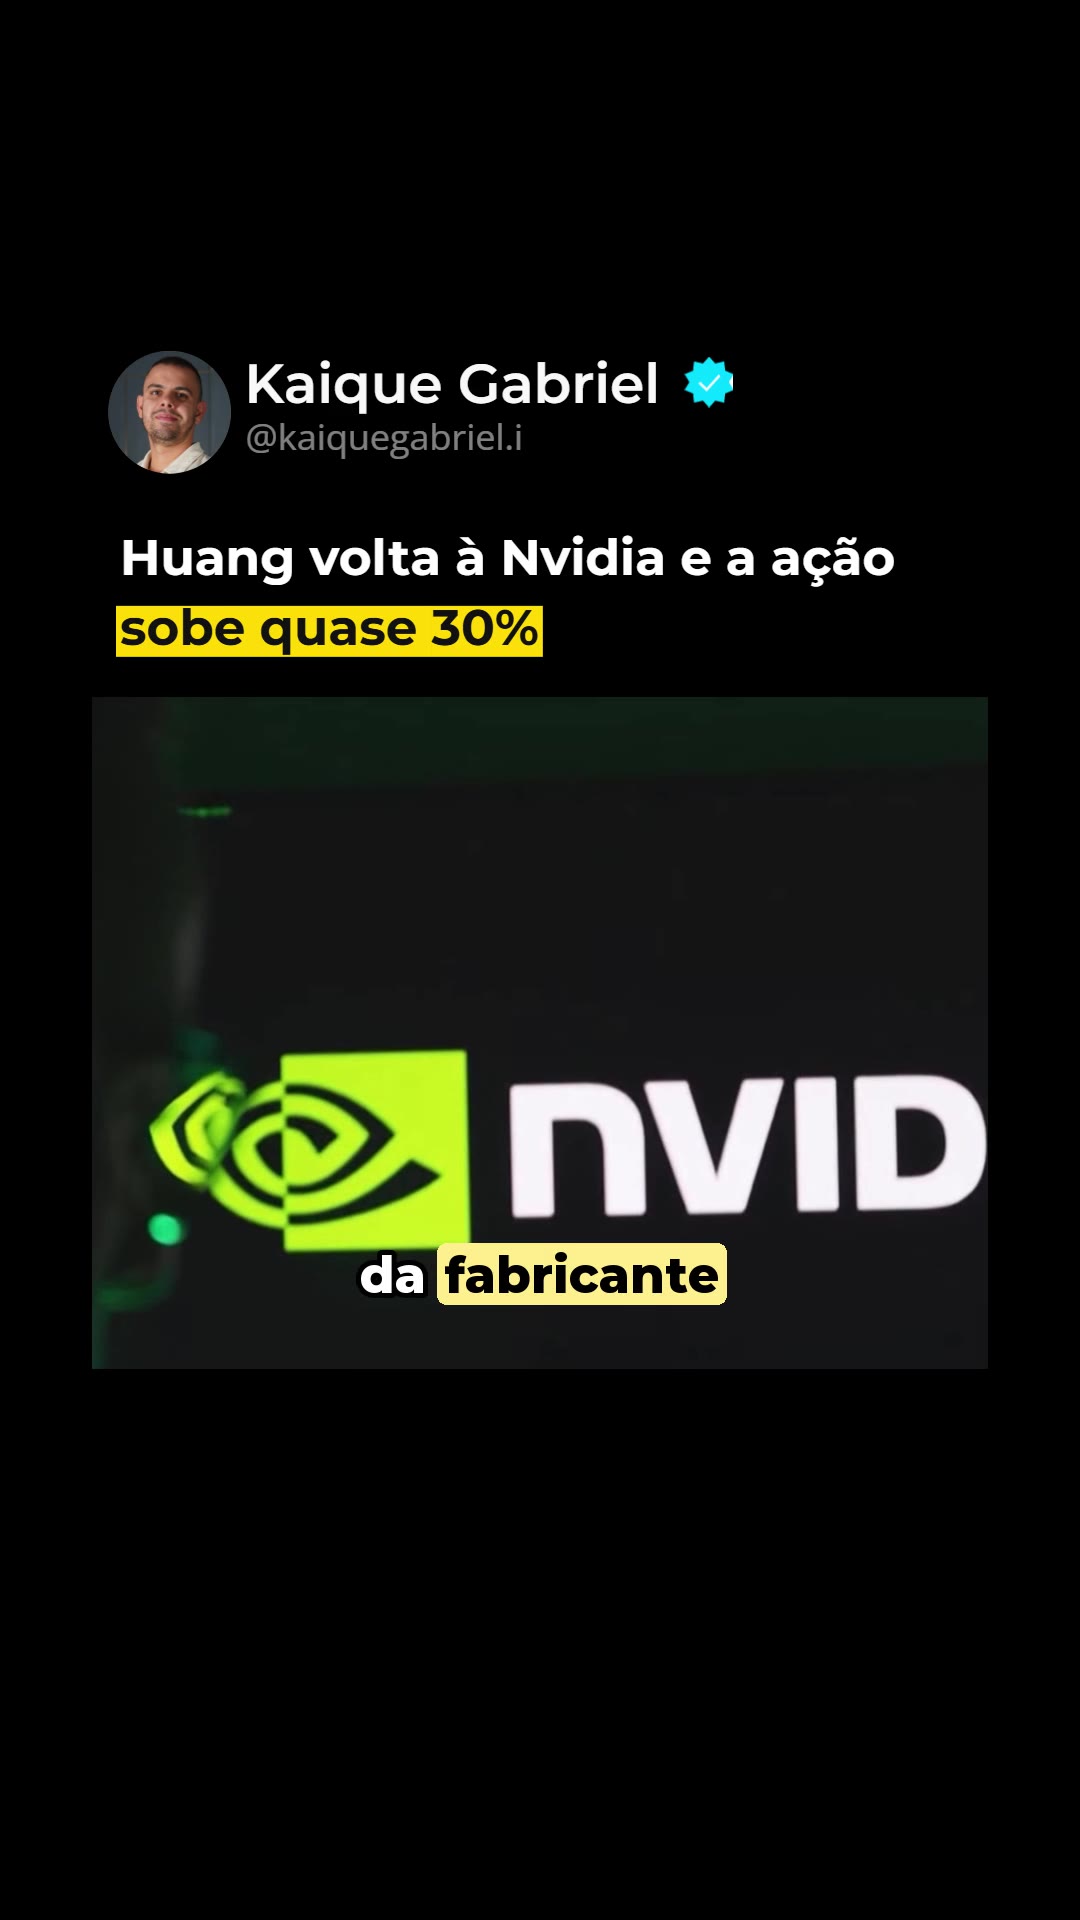 Kaique Gabriel
@kaiquegabriel.i
Huang volta à Nvidia e a ação
sobe quase 30%
nVID
da fabricante